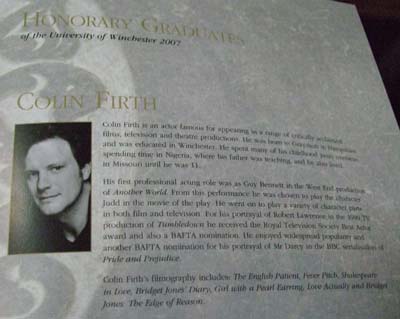 HONORARY GRADUATES
of the University of Winchester 2007
COLIN FIRTH
Colin Firth is an actor famous for appearing in a range of critically acclaimed
films, television and theatre productions. He was born in Grayshott in Hampshire
and was educated in Winchester. He spent many of his childhood years overseas,
spending time in Nigeria, where his father was teaching, and he also lived
in Missouri until he was 11.
His first professional acting role was as Guy Bennett in the West End production
of Another World. From this performance he was chosen to play the character
Judd in the movie of the play. He went on to play a variety of character parts
in both film and television. For his portrayal of Robert Lawrence in the 1989 TV
production of Tumbledown he received the Royal Television Society Best Actor
award and also a BAFTA nomination. He enjoyed widespread popularity and
another BAFTA nomination for his portrayal of Mr Darcy in the BBC serialisation of
Pride and Prejudice.
Colin Firth's filmography includes: The English Patient, Fever Pitch, Shakespeare
in Love, Bridget Jones' Diary, Girl with a Pearl Earring, Love Actually and Bridget
Jones: The Edge of Reason.